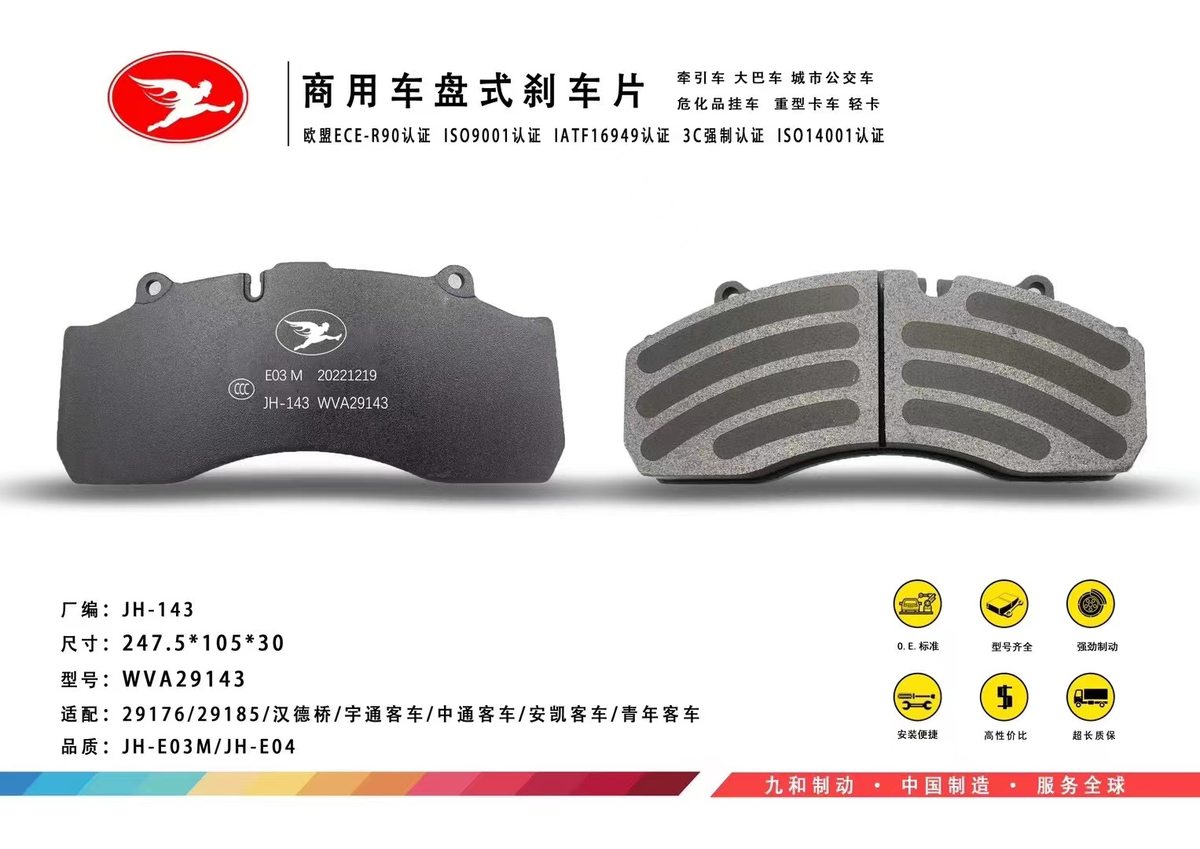 商用车盘式刹车片
牵引车 大巴车 城市公交车
危化品挂车 重型卡车 轻卡
欧盟ECE-R90认证 ISO9001认证 IATF16949认证 3C强制认证 ISO14001认证
E03 M 20221219
CCC
JH-143 WVA29143
厂编：JH-143
尺寸：247.5*105*30
型号：WVA29143
适配：29176/29185/汉德桥/宇通客车/中通客车/安凯客车/青年客车
品质：JH-E03M/JH-E04
O.E.标准 型号齐全 强劲制动
安装便捷 高性价比 超长质保
九和制动 • 中国制造 • 服务全球